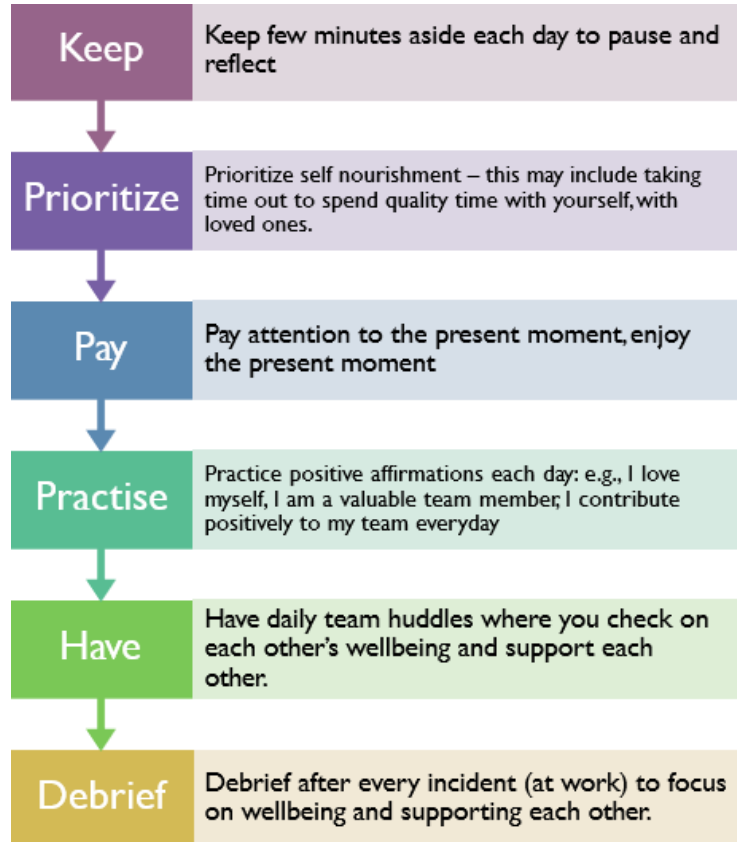 Keep
Keep few minutes aside each day to pause and
reflect
Prioritize
Prioritize self nourishment – this may include taking
time out to spend quality time with yourself, with
loved ones.
Pay
Pay attention to the present moment, enjoy
the present moment
Practise
Practice positive affirmations each day: e.g., I love
myself, I am a valuable team member, I contribute
positively to my team everyday
Have
Have daily team huddles where you check on
each other’s wellbeing and support each
other.
Debrief
Debrief after every incident (at work) to focus
on wellbeing and supporting each other.